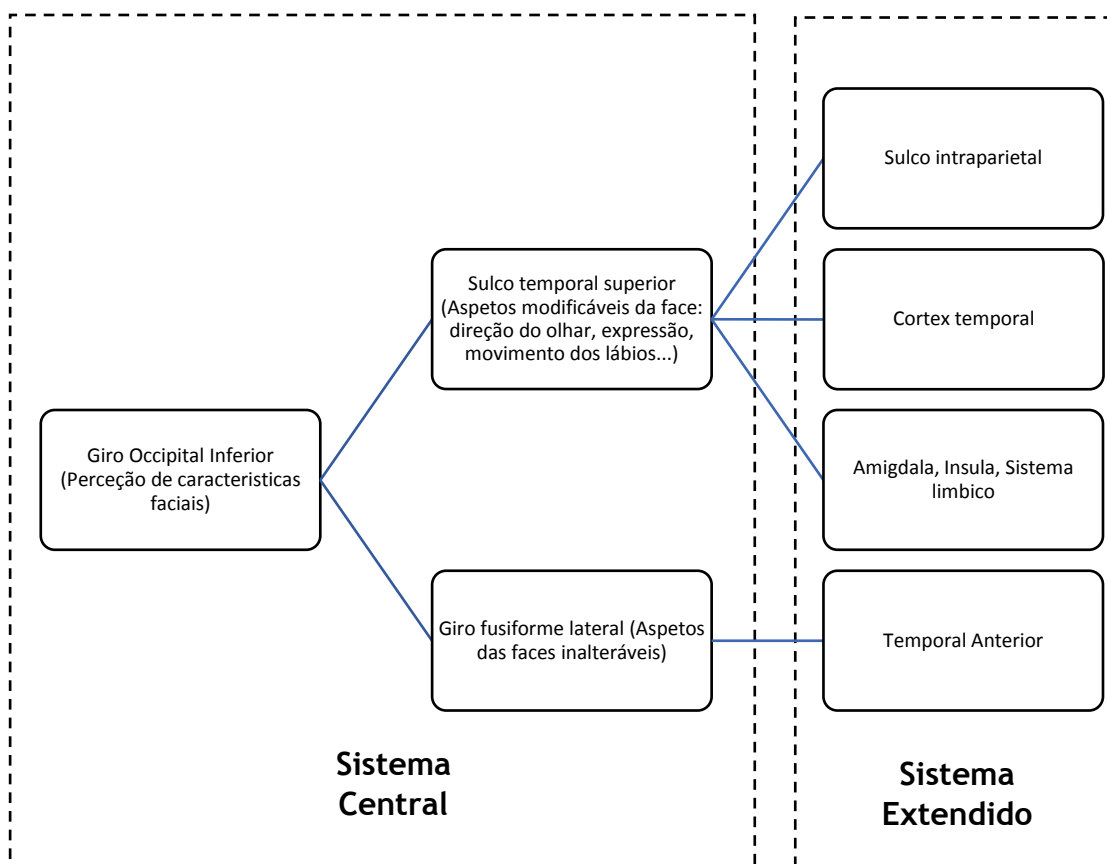 Sulco intraparietal
Sulco temporal superior
(Aspetos modificáveis da face:
direção do olhar, expressão,
movimento dos lábios...)
Cortex temporal
Giro Occipital Inferior
(Perceção de caracteristicas
faciais)
Amigdala, Insula, Sistema
limbico
Giro fusiforme lateral (Aspetos
das faces inalteráveis)
Temporal Anterior
Sistema
Central
Sistema
Extendido